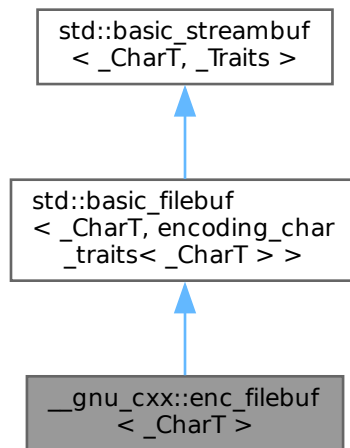 std::basic_streambuf
< _CharT, _Traits >
std::basic_filebuf
< _CharT, encoding_char
_traits< _CharT > >
__gnu_cxx::enc_filebuf
< _CharT >